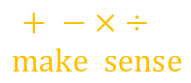 + − × ÷
make sense